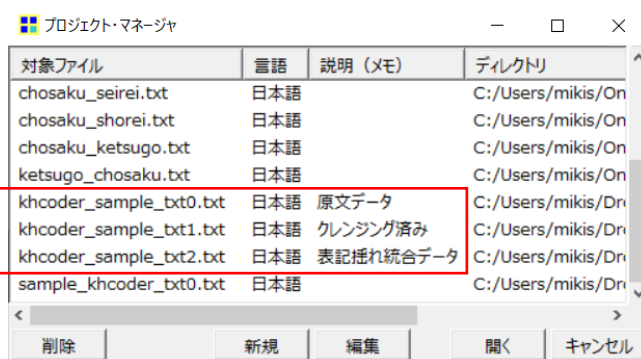 プロジェクト・マネージャ
対象ファイル 言語 説明（メモ） ディレクトリ
chosaku_seirei.txt 日本語 C:/Users/mikis/On
chosaku_shorei.txt 日本語 C:/Users/mikis/On
chosaku_ketsugo.txt 日本語 C:/Users/mikis/On
ketsugo_chosaku.txt 日本語 C:/Users/mikis/On
khcoder_sample_txt0.txt 日本語 原文データ C:/Users/mikis/Dr
khcoder_sample_txt1.txt 日本語 クレンジング済み C:/Users/mikis/Dr
khcoder_sample_txt2.txt 日本語 表記揺れ統合データ C:/Users/mikis/Dr
sample_khcoder_txt0.txt 日本語 C:/Users/mikis/Dr
削除 新規 編集 開く キャンセル